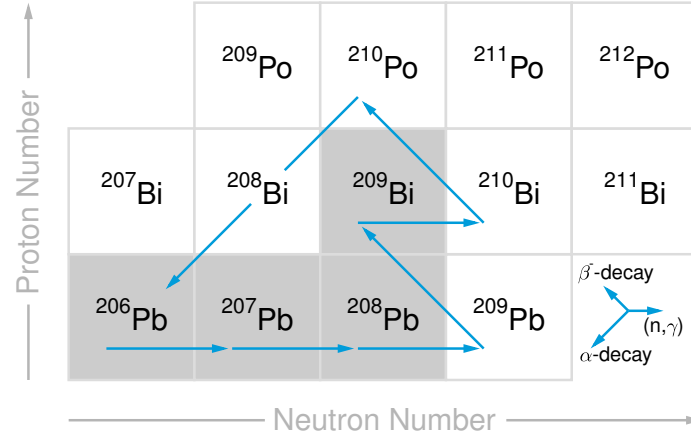 ²⁰⁹Po ²¹⁰Po ²¹¹Po ²¹²Po
²⁰⁷Bi ²⁰⁸Bi ²⁰⁹Bi ²¹⁰Bi ²¹¹Bi
²⁰⁶Pb ²⁰⁷Pb ²⁰⁸Pb ²⁰⁹Pb
β⁻-decay
(n,γ)
α-decay
Proton Number
Neutron Number